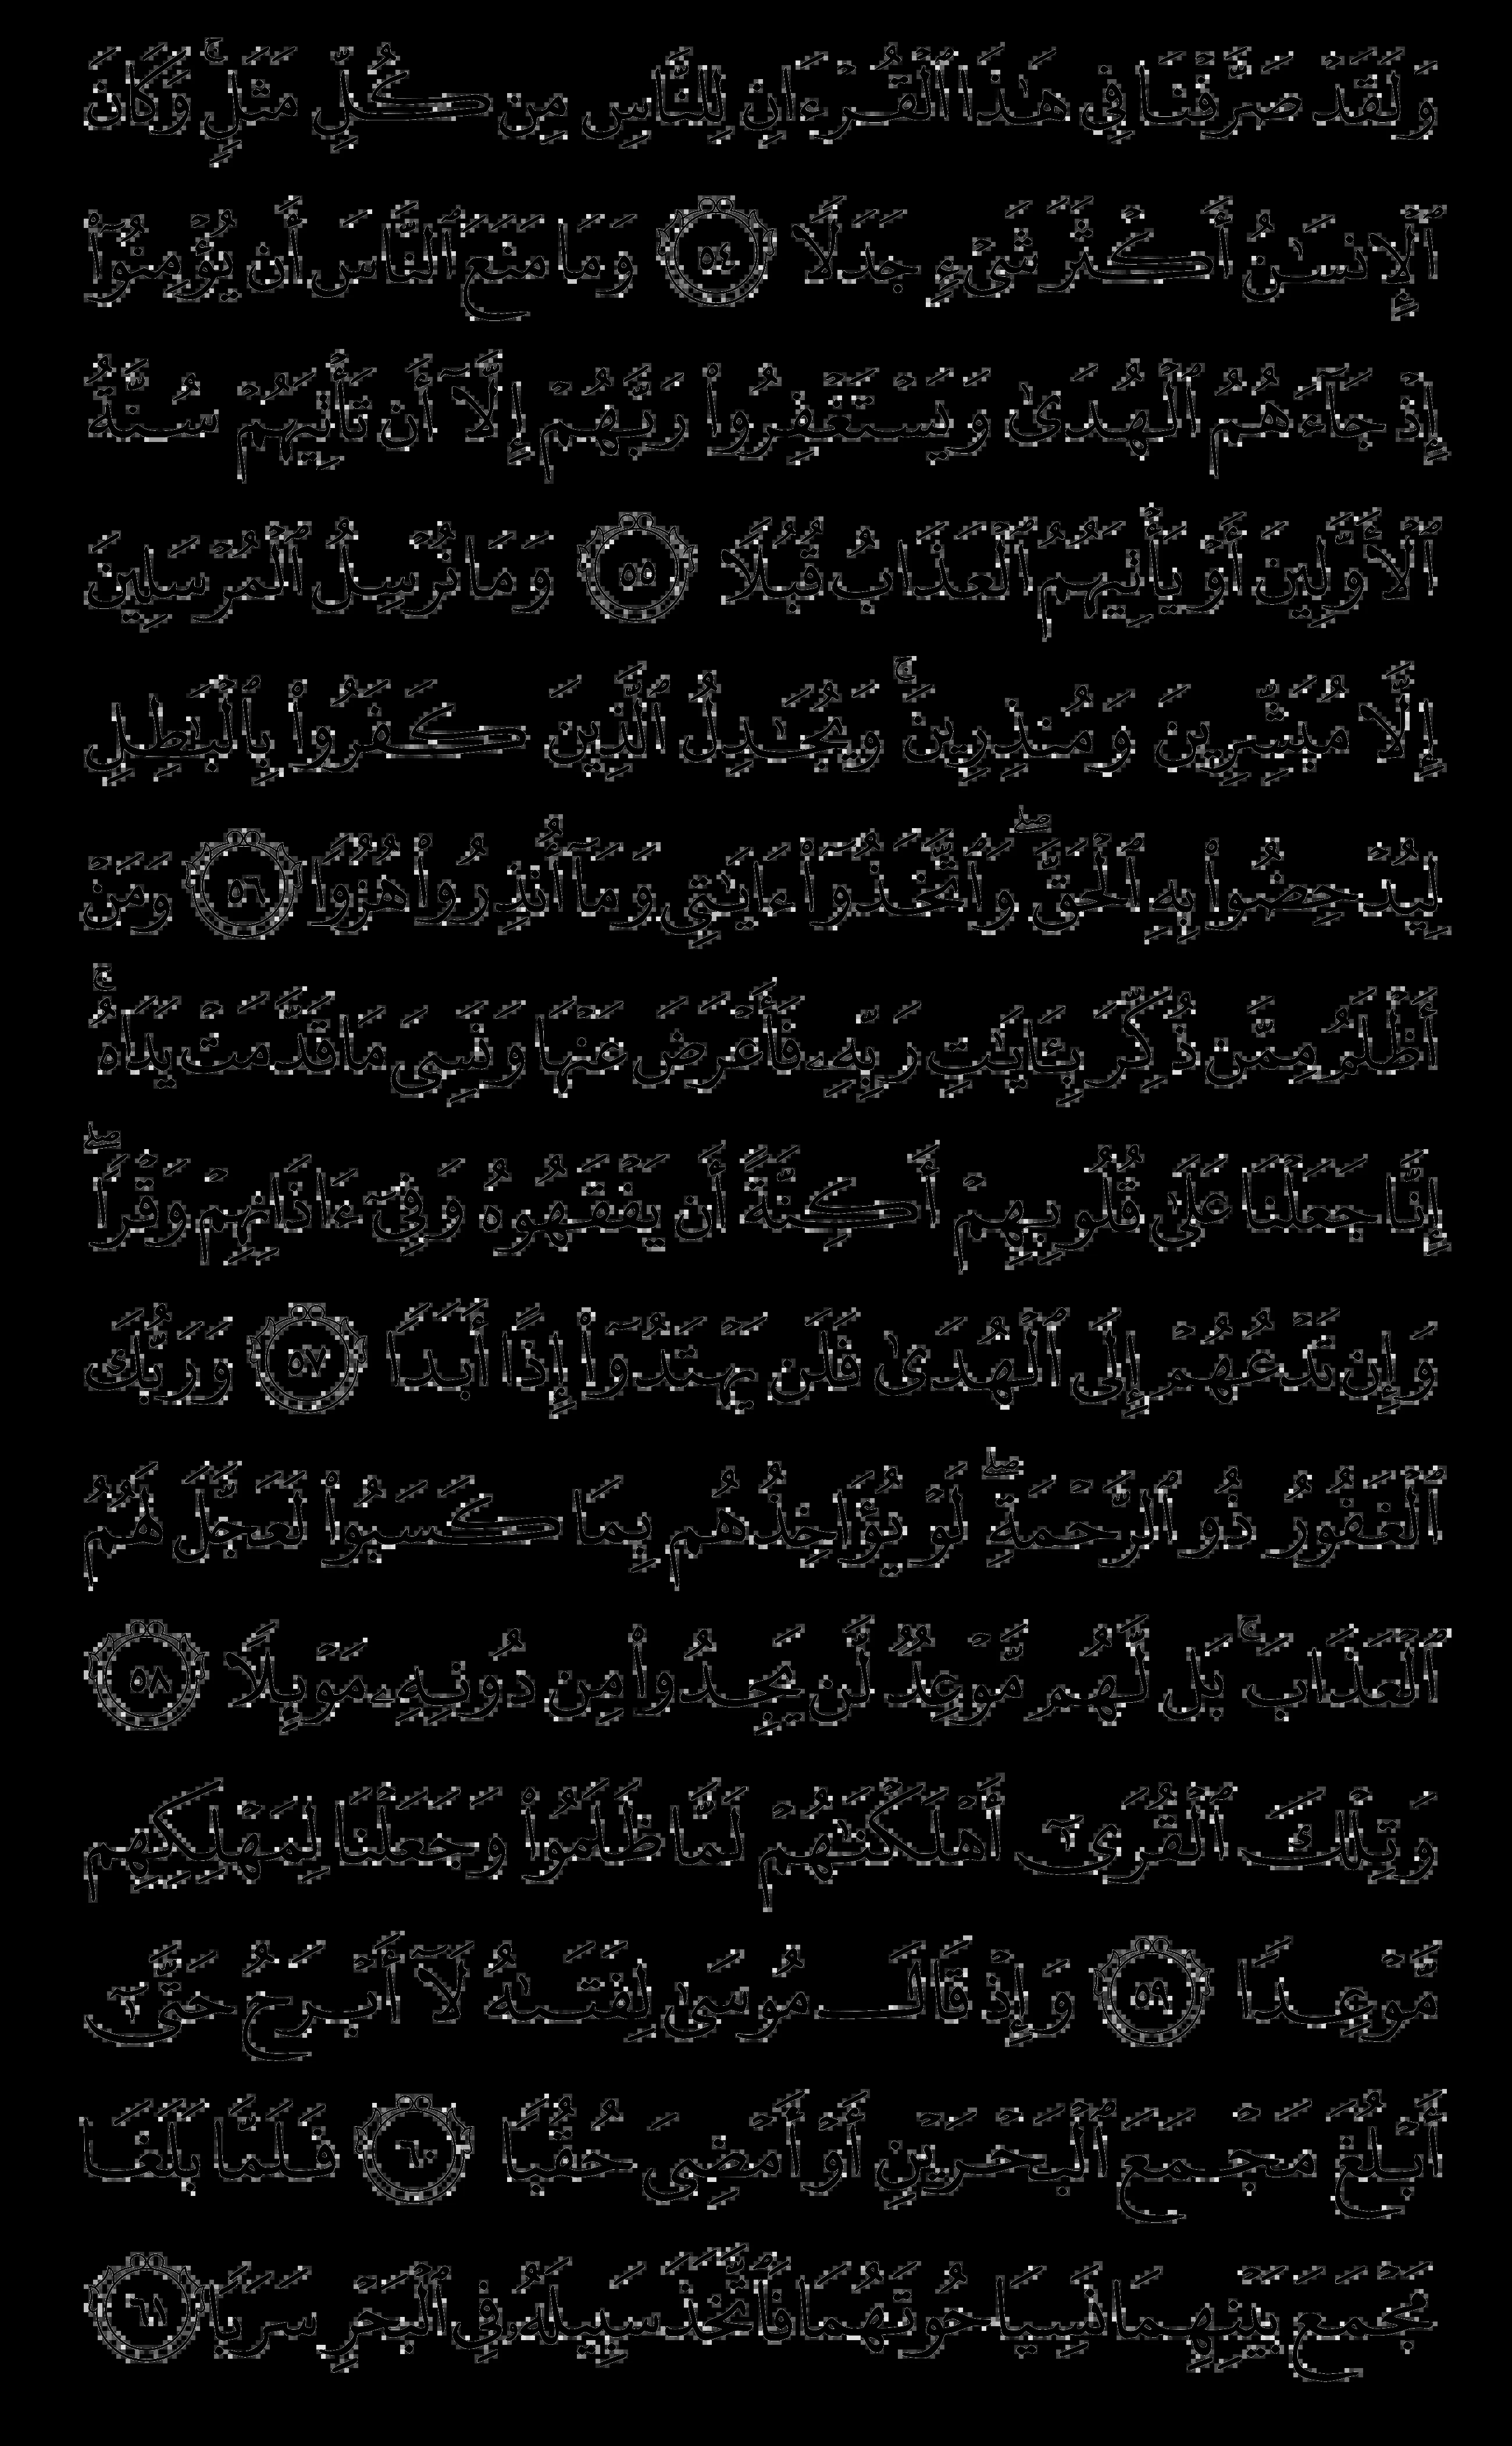 وَلَقَدْ صَرَّفْنَا فِى هَٰذَا ٱلْقُرْءَانِ لِلنَّاسِ مِن كُلِّ مَثَلٍۚ وَكَانَ
ٱلْإِنسَٰنُ أَكْثَرَ شَىْءٍ جَدَلًا ٥٤ وَمَا مَنَعَ ٱلنَّاسَ أَن يُؤْمِنُوٓا۟
إِذْ جَآءَهُمُ ٱلْهُدَىٰ وَيَسْتَغْفِرُوا۟ رَبَّهُمْ إِلَّآ أَن تَأْتِيَهُمْ سُنَّةُ
ٱلْأَوَّلِينَ أَوْ يَأْتِيَهُمُ ٱلْعَذَابُ قُبُلًا ٥٥ وَمَا نُرْسِلُ ٱلْمُرْسَلِينَ
إِلَّا مُبَشِّرِينَ وَمُنذِرِينَۚ وَيُجَٰدِلُ ٱلَّذِينَ كَفَرُوا۟ بِٱلْبَٰطِلِ
لِيُدْحِضُوا۟ بِهِ ٱلْحَقَّۖ وَٱتَّخَذُوٓا۟ ءَايَٰتِى وَمَآ أُنذِرُوا۟ هُزُوًا ٥٦ وَمَنْ
أَظْلَمُ مِمَّن ذُكِّرَ بِـَٔايَٰتِ رَبِّهِۦ فَأَعْرَضَ عَنْهَا وَنَسِىَ مَا قَدَّمَتْ يَدَاهُۚ
إِنَّا جَعَلْنَا عَلَىٰ قُلُوبِهِمْ أَكِنَّةً أَن يَفْقَهُوهُ وَفِىٓ ءَاذَانِهِمْ وَقْرًاۖ
وَإِن تَدْعُهُمْ إِلَى ٱلْهُدَىٰ فَلَن يَهْتَدُوٓا۟ إِذًا أَبَدًا ٥٧ وَرَبُّكَ
ٱلْغَفُورُ ذُو ٱلرَّحْمَةِۖ لَوْ يُؤَاخِذُهُم بِمَا كَسَبُوا۟ لَعَجَّلَ لَهُمُ
ٱلْعَذَابَۚ بَل لَّهُم مَّوْعِدٌ لَّن يَجِدُوا۟ مِن دُونِهِۦ مَوْئِلًا ٥٨
وَتِلْكَ ٱلْقُرَىٰٓ أَهْلَكْنَٰهُمْ لَمَّا ظَلَمُوا۟ وَجَعَلْنَا لِمَهْلِكِهِم
مَّوْعِدًا ٥٩ وَإِذْ قَالَ مُوسَىٰ لِفَتَىٰهُ لَآ أَبْرَحُ حَتَّىٰٓ
أَبْلُغَ مَجْمَعَ ٱلْبَحْرَيْنِ أَوْ أَمْضِىَ حُقُبًا ٦٠ فَلَمَّا بَلَغَا
مَجْمَعَ بَيْنِهِمَا نَسِيَا حُوتَهُمَا فَٱتَّخَذَ سَبِيلَهُۥ فِى ٱلْبَحْرِ سَرَبًا ٦١